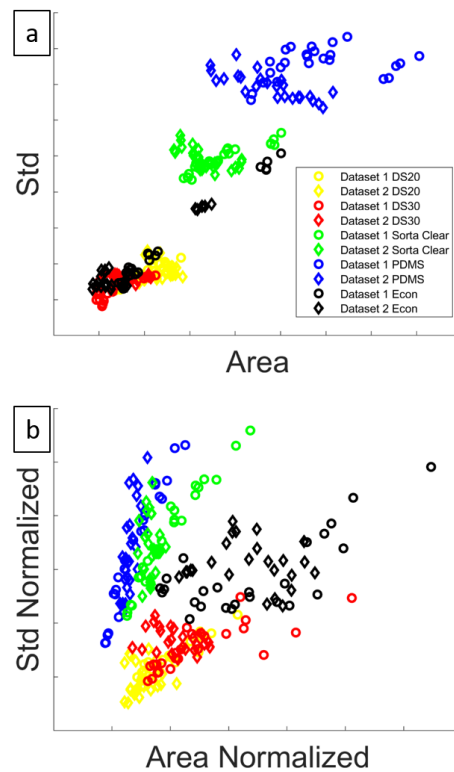 a
Std
Dataset 1 DS20
Dataset 2 DS20
Dataset 1 DS30
Dataset 2 DS30
Dataset 1 Sorta Clear
Dataset 2 Sorta Clear
Dataset 1 PDMS
Dataset 2 PDMS
Dataset 1 Econ
Dataset 2 Econ
Area
b
Std Normalized
Area Normalized